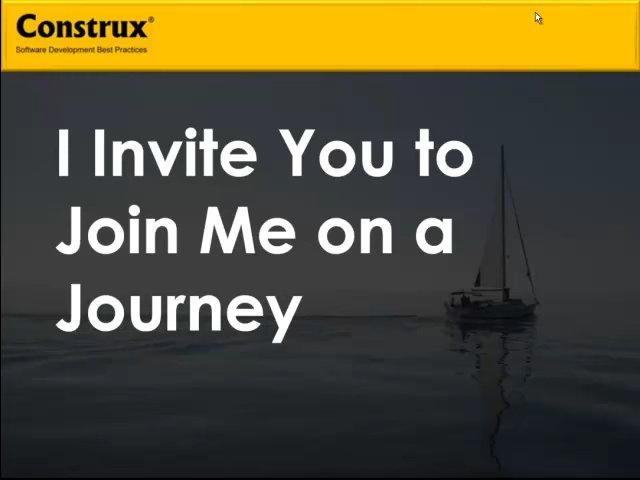 Construx®
Software Development Best Practices
I Invite You to
Join Me on a
Journey